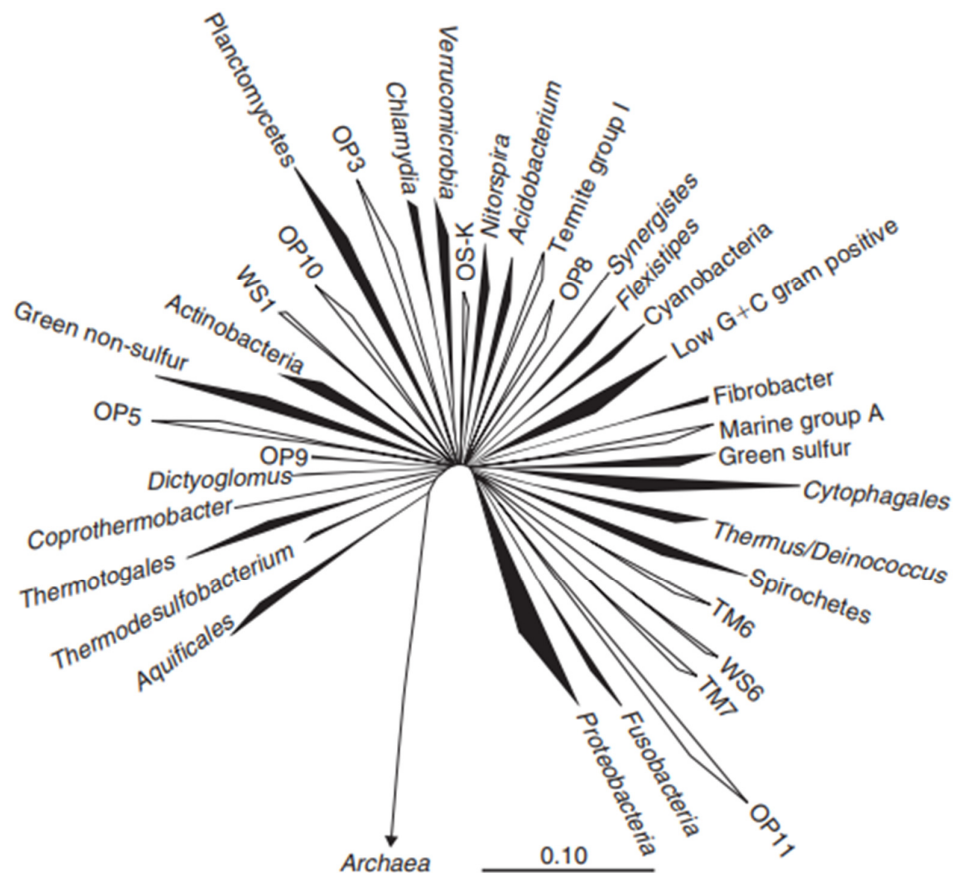 Planctomycetes
OP3
Chlamydia
Verrucomicrobia
OS-K
Nitorspira
Acidobacterium
Termite group I
OP8
Synergistes
Flexistipes
Cyanobacteria
Low G+C gram positive
Fibrobacter
Marine group A
Green sulfur
Cytophagales
Thermus/Deinococcus
Spirochetes
TM6
WS6
TM7
OP11
Fusobacteria
Proteobacteria
Archaea
0.10
Aquificales
Thermodesulfobacterium
Thermotogales
Coprothermobacter
Dictyoglomus
OP9
OP5
Green non-sulfur
Actinobacteria
WS1
OP10